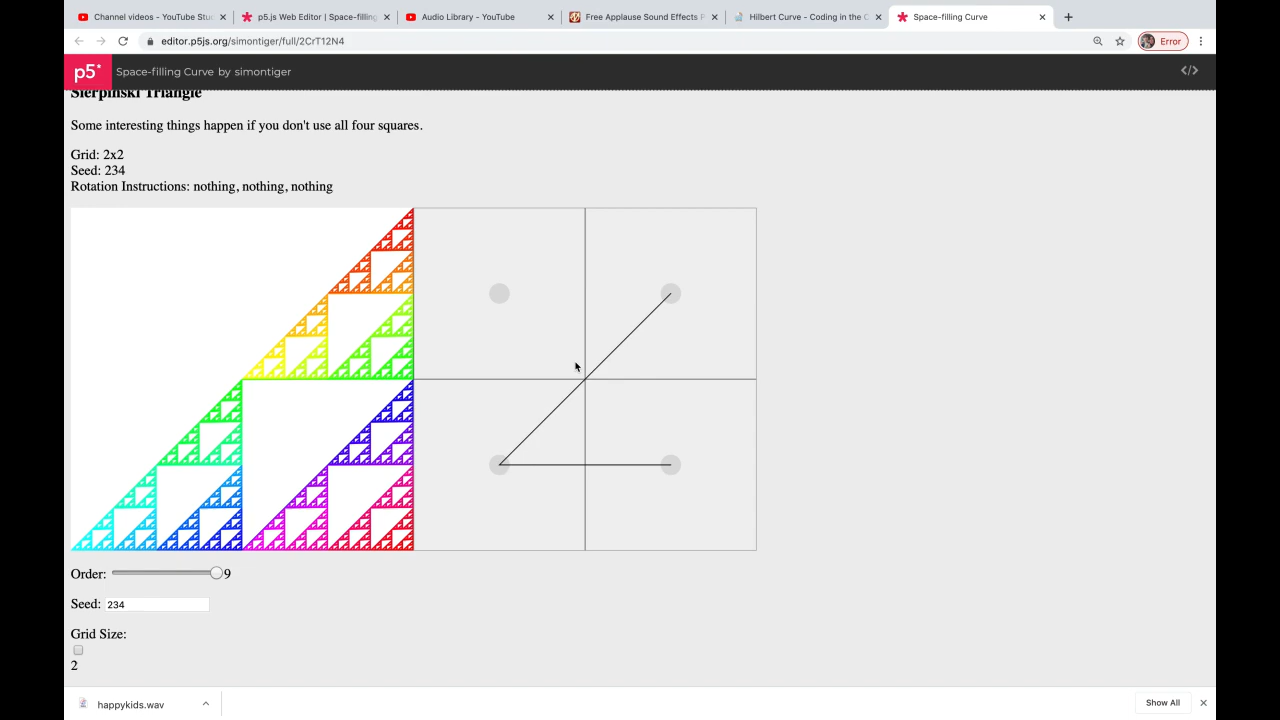 Channel videos - YouTube Stu
p5.js Web Editor | Space-filling
Audio Library - YouTube
Free Applause Sound Effects F
Hilbert Curve - Coding in the C
Space-filling Curve
editor.p5js.org/simontiger/full/2CrT12N4
Error
p5* Space-filling Curve by simontiger
</>
Sierpinski Triangle
Some interesting things happen if you don't use all four squares.
Grid: 2x2
Seed: 234
Rotation Instructions: nothing, nothing, nothing
Order: 9
Seed: 234
Grid Size:
2
happykids.wav
Show All